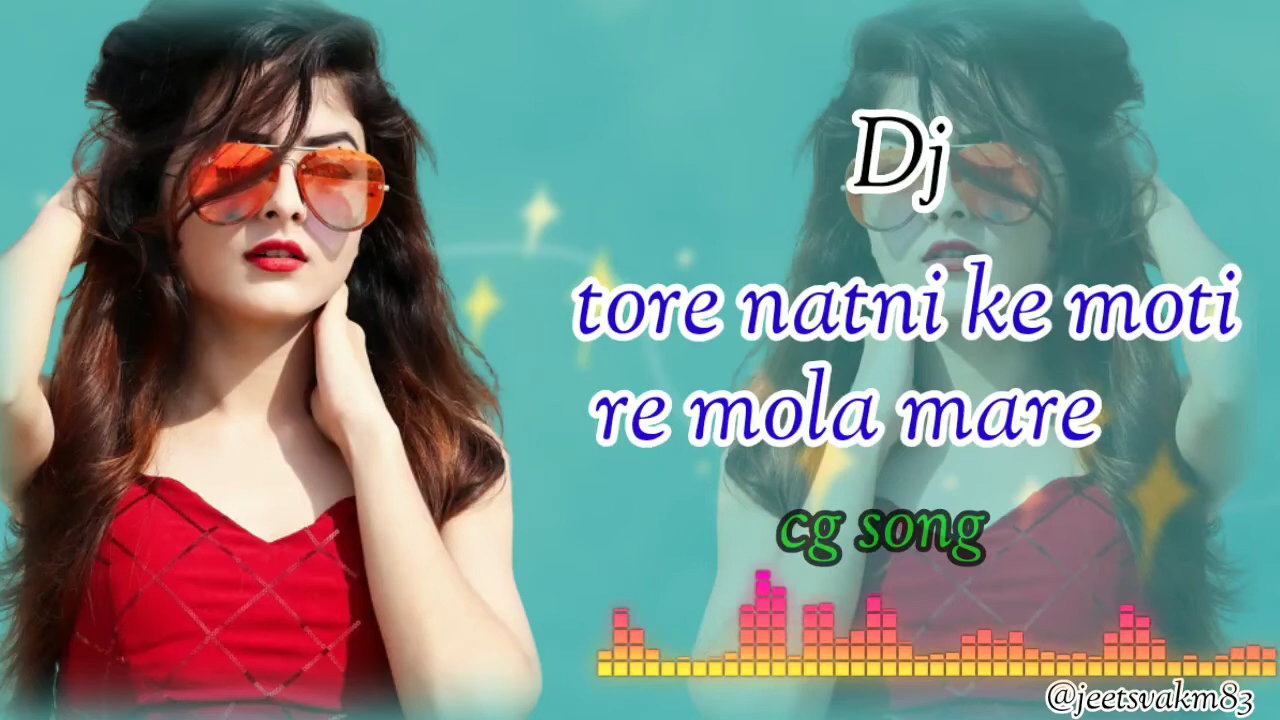 Dj
tore natni ke moti
re mola mare
cg song
@jeetsvakm83